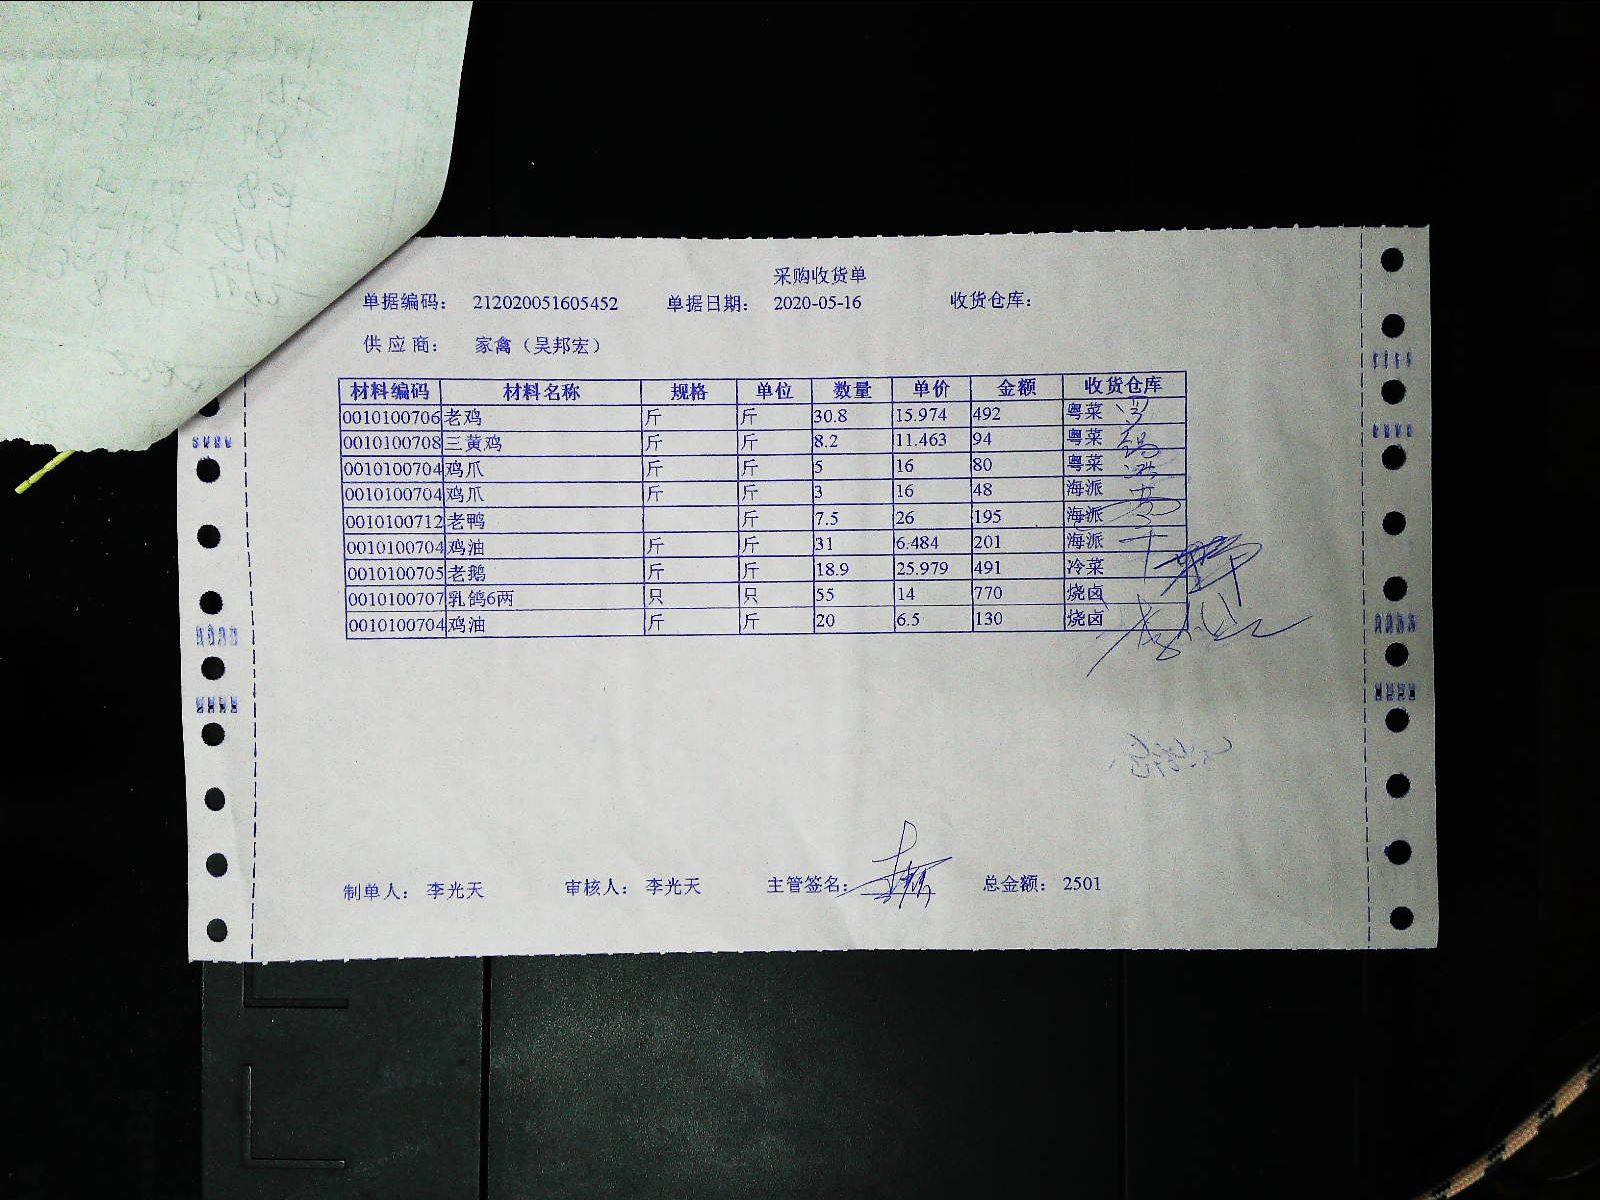 采购收货单
单据编码： 212020051605452 单据日期： 2020-05-16 收货仓库：
供应商： 家禽（吴邦宏）
材料编码 材料名称 规格 单位 数量 单价 金额 收货仓库
0010100706 老鸡 斤 斤 30.8 15.974 492 粤菜
0010100708 三黄鸡 斤 斤 8.2 11.463 94 粤菜
0010100704 鸡爪 斤 斤 5 16 80 粤菜
0010100704 鸡爪 斤 斤 3 16 48 海派
0010100712 老鸭 斤 7.5 26 195 海派
0010100704 鸡油 斤 斤 31 6.484 201 海派
0010100705 老鹅 斤 斤 18.9 25.979 491 冷菜
0010100707 乳鸽6两 只 只 55 14 770 烧卤
0010100704 鸡油 斤 斤 20 6.5 130 烧卤
制单人： 李光天 审核人： 李光天 主管签名： 总金额： 2501